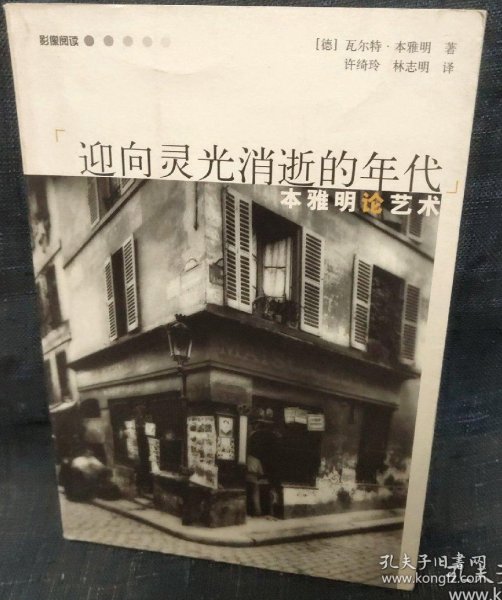 影像阅读
[德] 瓦尔特·本雅明 著
许绮玲 林志明 译
「迎向灵光消逝的年代」
本雅明论艺术
孔夫子旧书网
www.kongfz.com